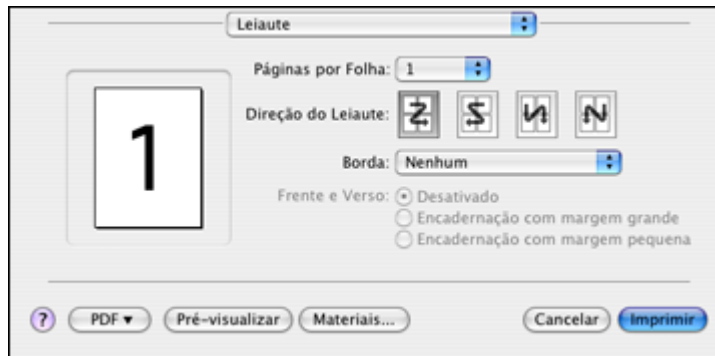 Leiaute
Páginas por Folha: 1
1
Direção do Leiaute:
Borda: Nenhum
Frente e Verso: Desativado
Encadernação com margem grande
Encadernação com margem pequena
? PDF ▼ Pré-visualizar Materiais... Cancelar Imprimir